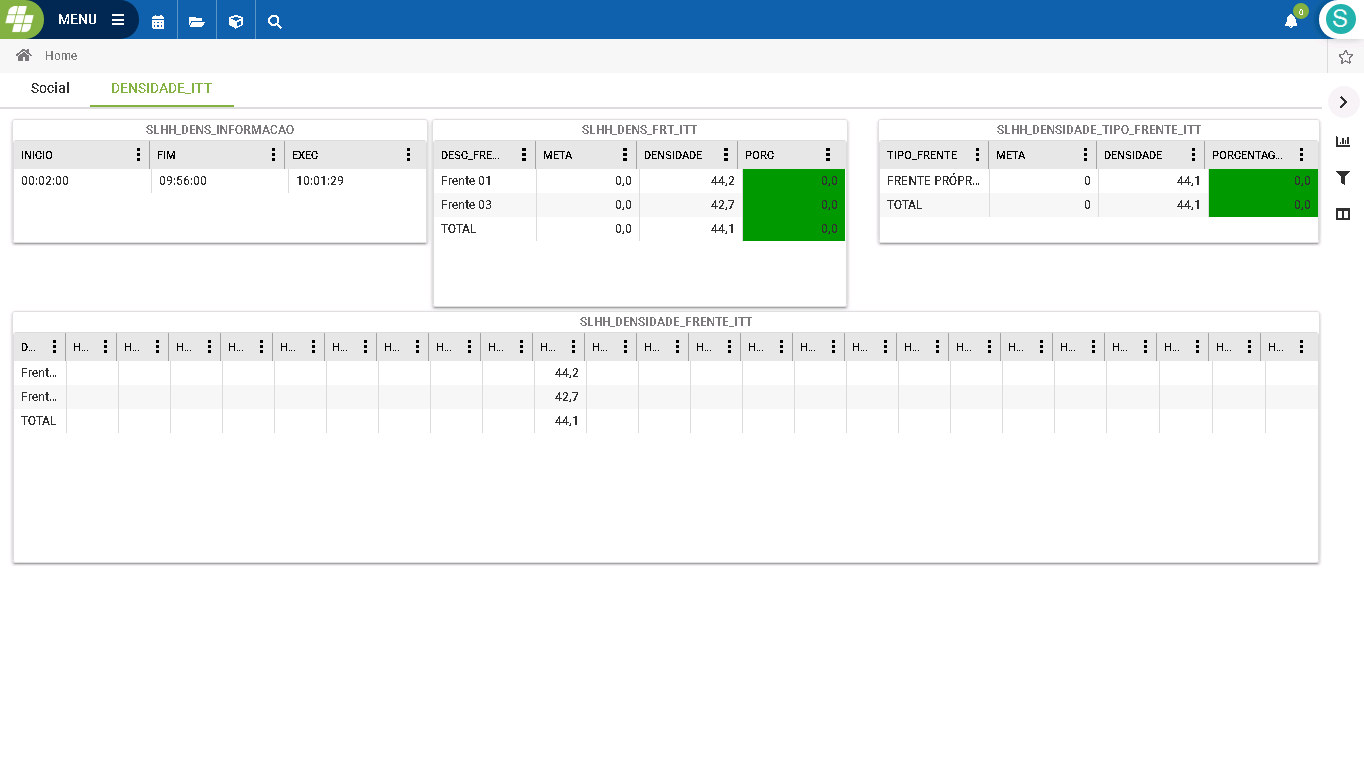 MENU
0
S
Home
Social DENSIDADE_ITT
SLHH_DENS_INFORMACAO
INICIO FIM EXEC
00:02:00 09:56:00 10:01:29
SLHH_DENS_FRT_ITT
DESC_FRE... META DENSIDADE PORC
Frente 01 0,0 44,2 0,0
Frente 03 0,0 42,7 0,0
TOTAL 0,0 44,1 0,0
SLHH_DENSIDADE_TIPO_FRENTE_ITT
TIPO_FRENTE META DENSIDADE PORCENTAG...
FRENTE PRÓPR... 0 44,1 0,0
TOTAL 0 44,1 0,0
SLHH_DENSIDADE_FRENTE_ITT
D... H... H... H... H... H... H... H... H... H... H... H... H... H... H... H... H... H... H... H... H... H... H... H... H...
Frent... 44,2
Frent... 42,7
TOTAL 44,1